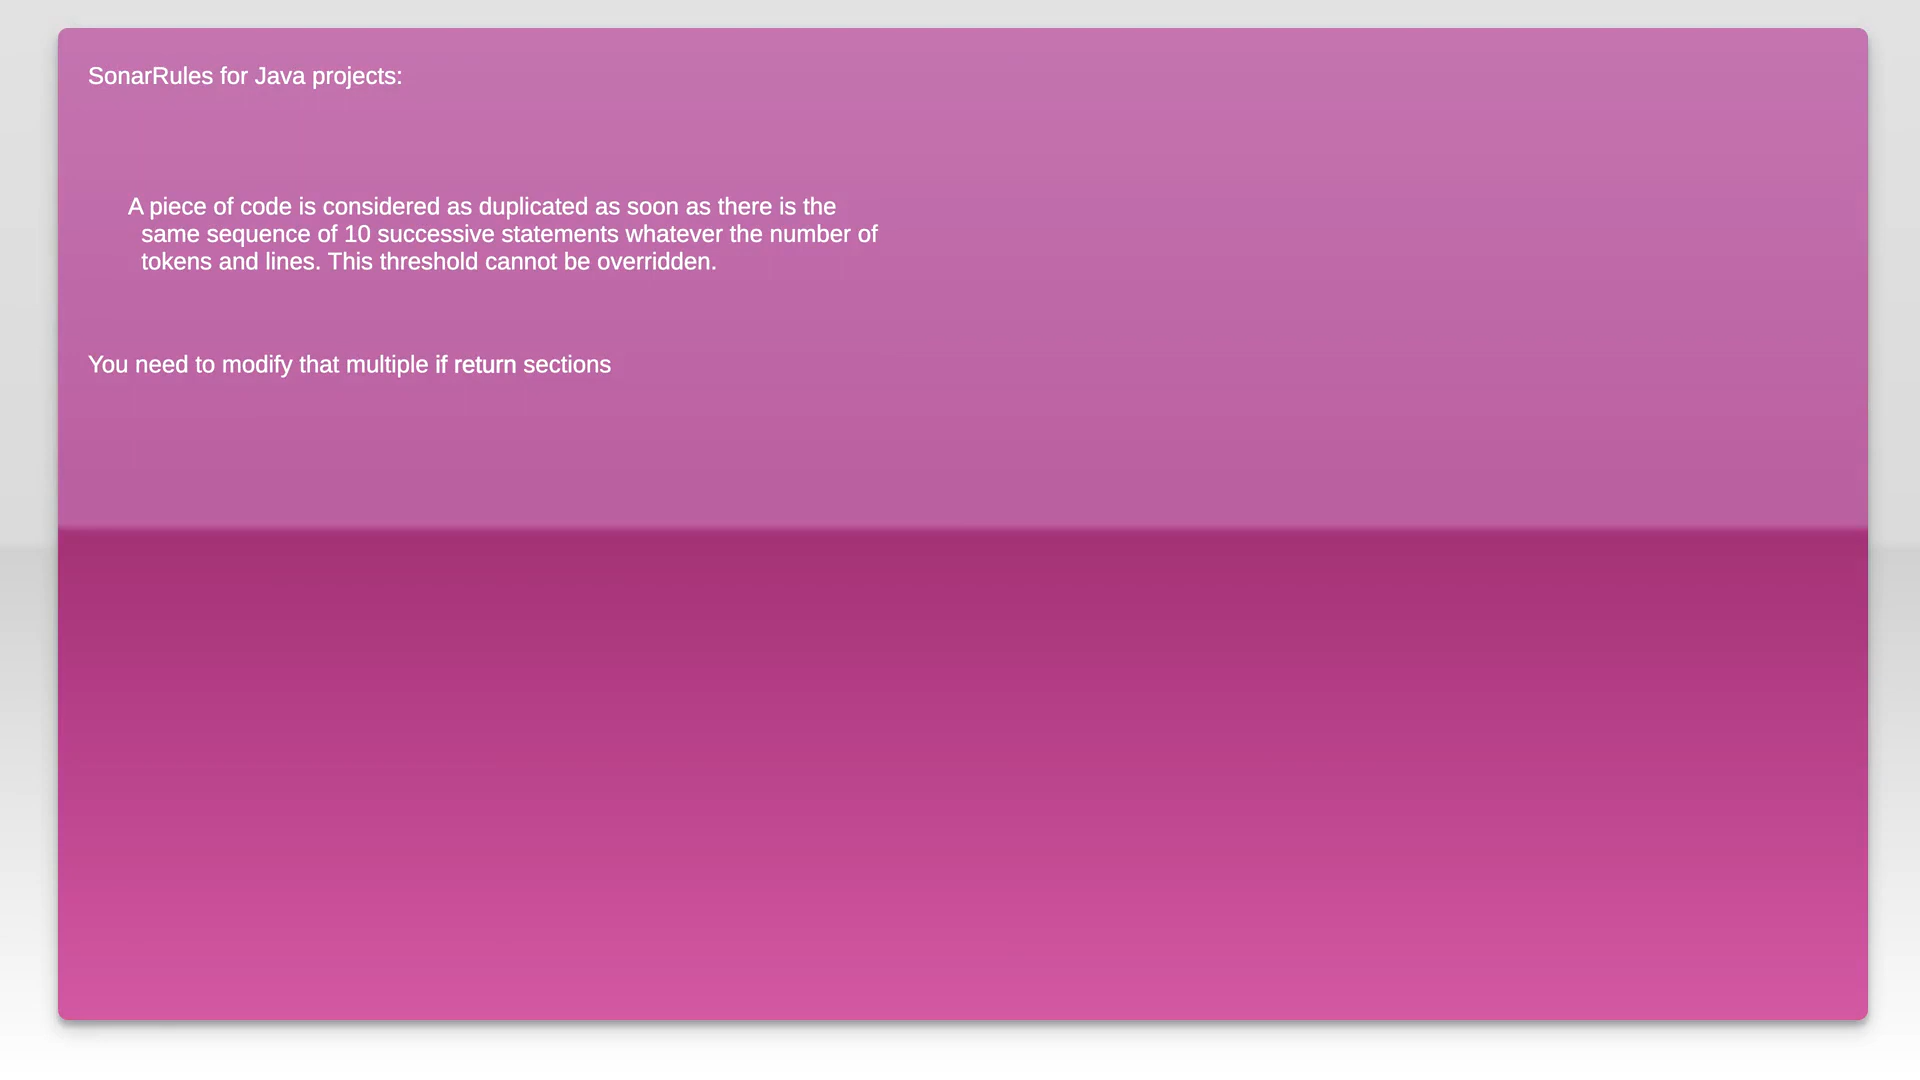 SonarRules for Java projects:
A piece of code is considered as duplicated as soon as there is the
same sequence of 10 successive statements whatever the number of
tokens and lines. This threshold cannot be overridden.
You need to modify that multiple if return sections